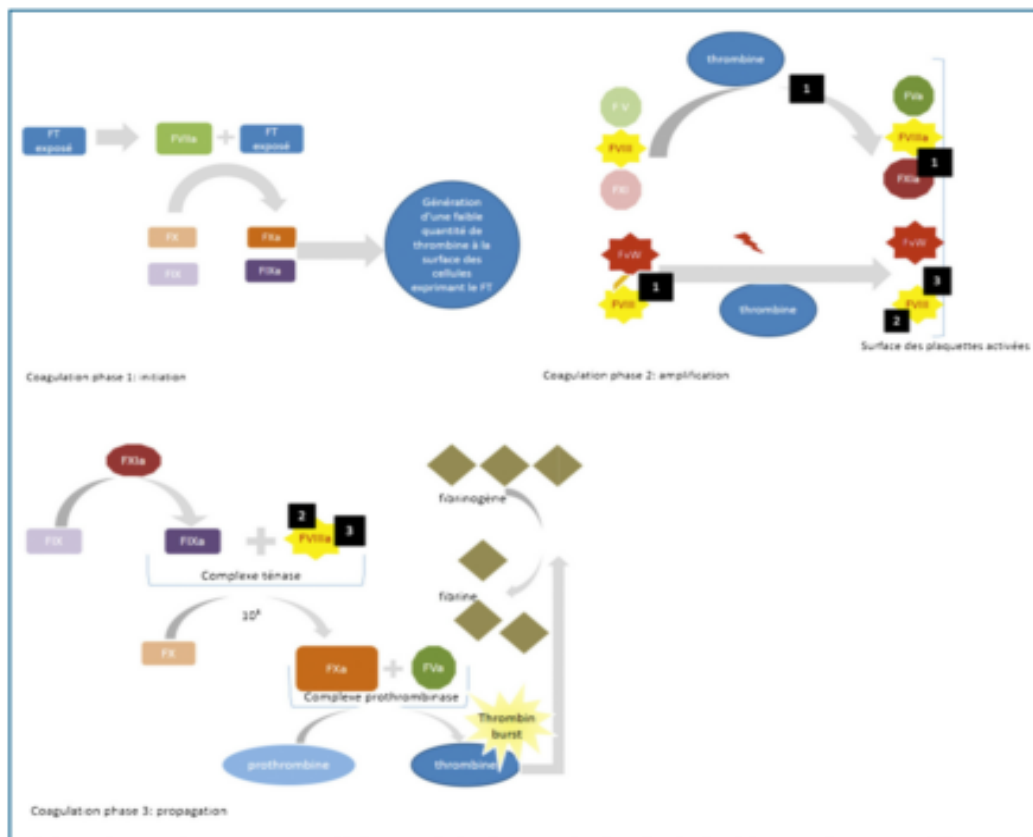 FT
exposé
FVIIa
FT
exposé
FX
FXa
FIX
FIXa
Génération
d'une faible
quantité de
thrombine à la
surface des
cellules
exprimant le FT
Coagulation phase 1: initiation
thrombine
1
F V
FVIII
FXI
FVa
FVIIIa
1
FXIa
FvW
FVIII
1
thrombine
FvW
3
FVIII
2
Surface des plaquettes activées
Coagulation phase 2: amplification
FXIa
FIX
FIXa
2
FVIIIa
3
Complexe ténase
FX
FXa
FVa
Complexe prothrombinase
prothrombine
thrombine
Thrombin
burst
fibrinogène
fibrine
Coagulation phase 3: propagation